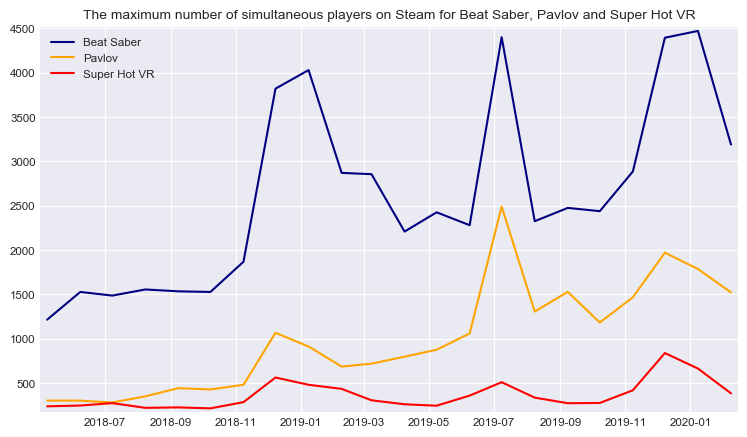 The maximum number of simultaneous players on Steam for Beat Saber, Pavlov and Super Hot VR
4500
Beat Saber
Pavlov
Super Hot VR
4000
3500
3000
2500
2000
1500
1000
500
2018-07 2018-09 2018-11 2019-01 2019-03 2019-05 2019-07 2019-09 2019-11 2020-01